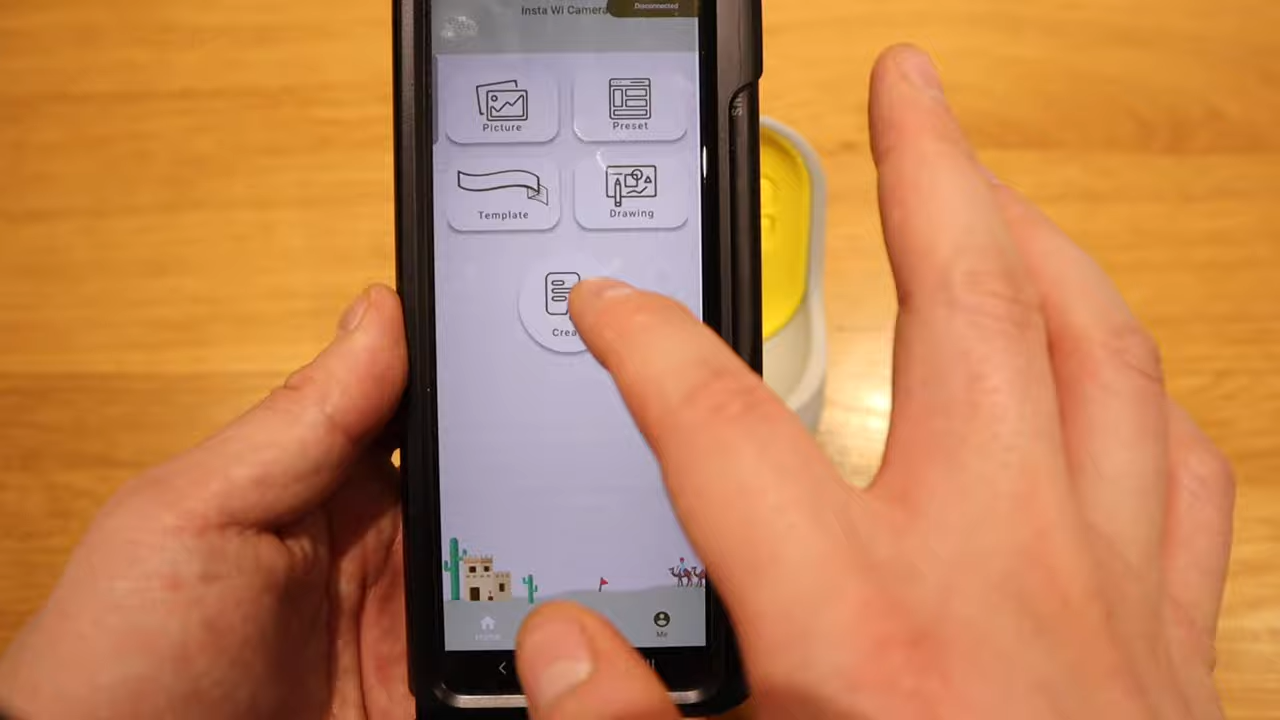 Insta Wi Camera
Disconnected
Picture
Preset
Template
Drawing
Crea
Home
Me